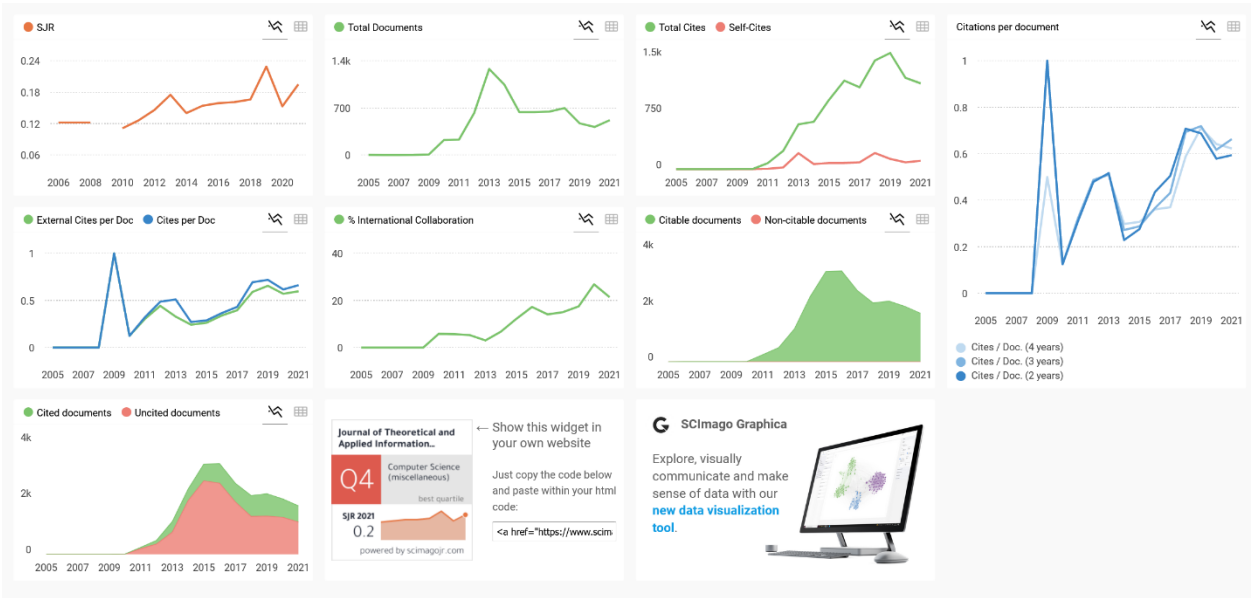 SJR
0.24
0.18
0.12
0.06
2006 2008 2010 2012 2014 2016 2018 2020
Total Documents
1.4k
700
0
2005 2007 2009 2011 2013 2015 2017 2019 2021
Total Cites Self-Cites
1.5k
750
0
2005 2007 2009 2011 2013 2015 2017 2019 2021
Citations per document
1
0.8
0.6
0.4
0.2
0
2005 2007 2009 2011 2013 2015 2017 2019 2021
Cites / Doc. (4 years)
Cites / Doc. (3 years)
Cites / Doc. (2 years)
External Cites per Doc Cites per Doc
1
0.5
0
2005 2007 2009 2011 2013 2015 2017 2019 2021
% International Collaboration
40
20
0
2005 2007 2009 2011 2013 2015 2017 2019 2021
Citable documents Non-citable documents
4k
2k
0
2005 2007 2009 2011 2013 2015 2017 2019 2021
Cited documents Uncited documents
4k
2k
0
2005 2007 2009 2011 2013 2015 2017 2019 2021
Journal of Theoretical and
Applied Information...
Q4
Computer Science
(miscellaneous)
best quartile
SJR 2021
0.2
powered by scimagojr.com
← Show this widget in
your own website
Just copy the code below
and paste within your html
code:
<a href="https://www.scim
SCImago Graphica
Explore, visually
communicate and make
sense of data with our
new data visualization
tool.